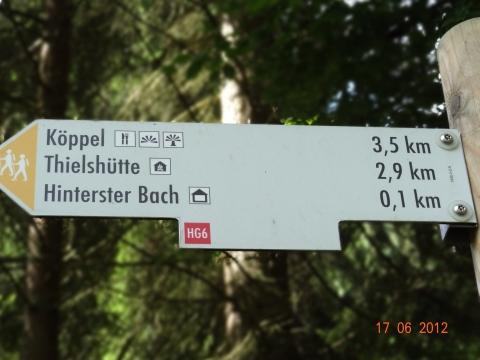 Köppel 3,5 km
Thielshütte 2,9 km
Hinterster Bach 0,1 km
HG6
17 06 2012